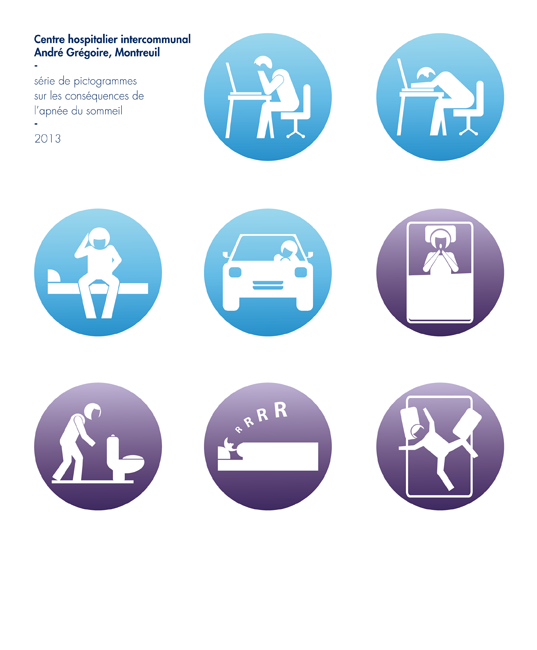 Centre hospitalier intercommunal
André Grégoire, Montreuil
-
série de pictogrammes
sur les conséquences de
l'apnée du sommeil
-
2013
R R R R